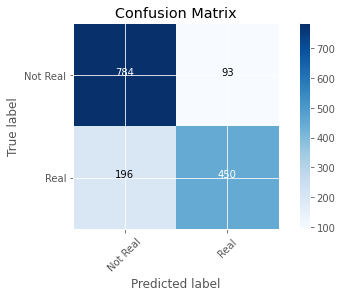 Confusion Matrix
True label
Not Real
784
93
Real
196
450
Not Real
Real
Predicted label
700
600
500
400
300
200
100